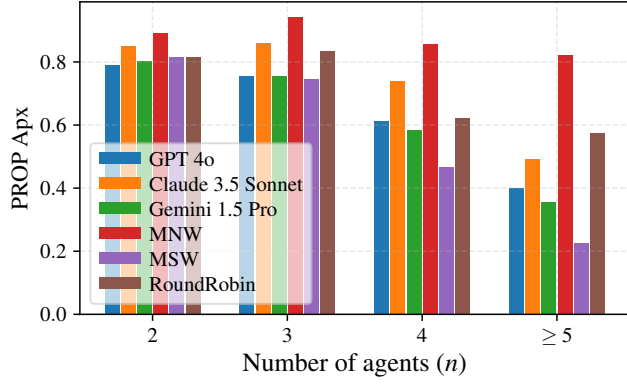 PROP Apx
0.8
0.6
0.4
0.2
0.0
GPT 4o
Claude 3.5 Sonnet
Gemini 1.5 Pro
MNW
MSW
RoundRobin
2
3
4
≥ 5
Number of agents (n)